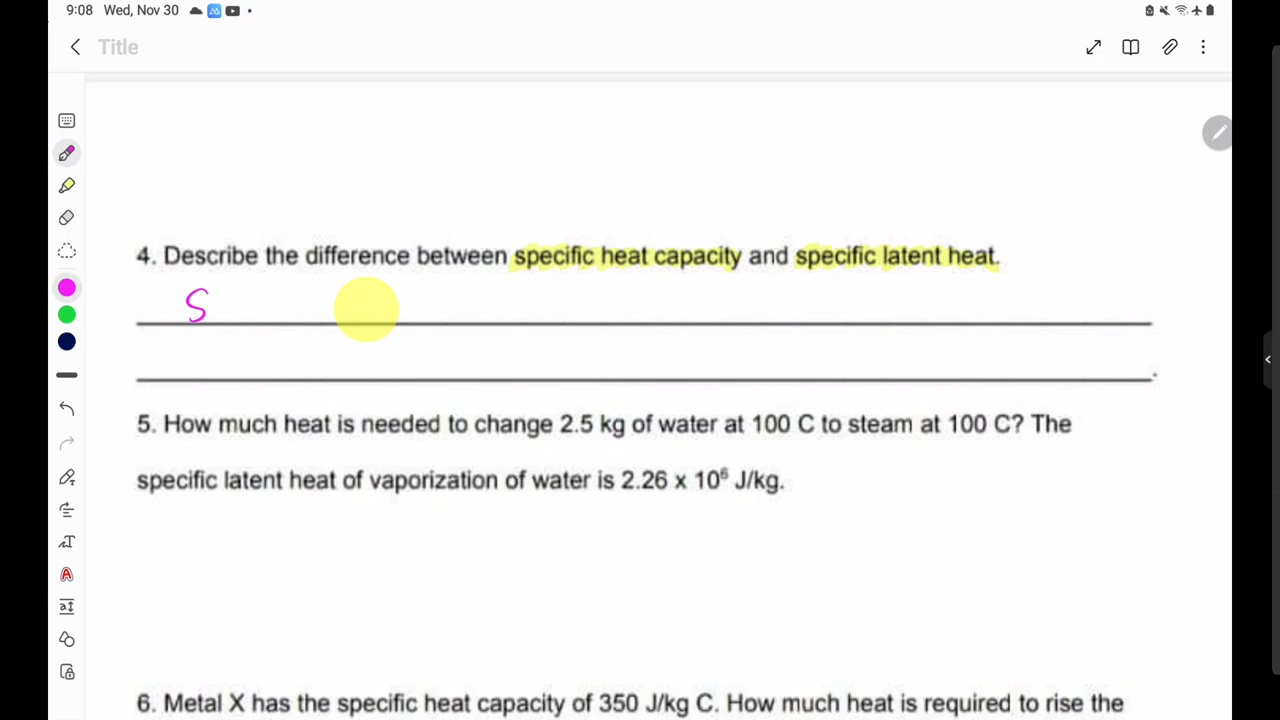 9:08 Wed, Nov 30
Title
4. Describe the difference between specific heat capacity and specific latent heat.
S
5. How much heat is needed to change 2.5 kg of water at 100 C to steam at 100 C? The
specific latent heat of vaporization of water is 2.26 x 10⁶ J/kg.
6. Metal X has the specific heat capacity of 350 J/kg C. How much heat is required to rise the